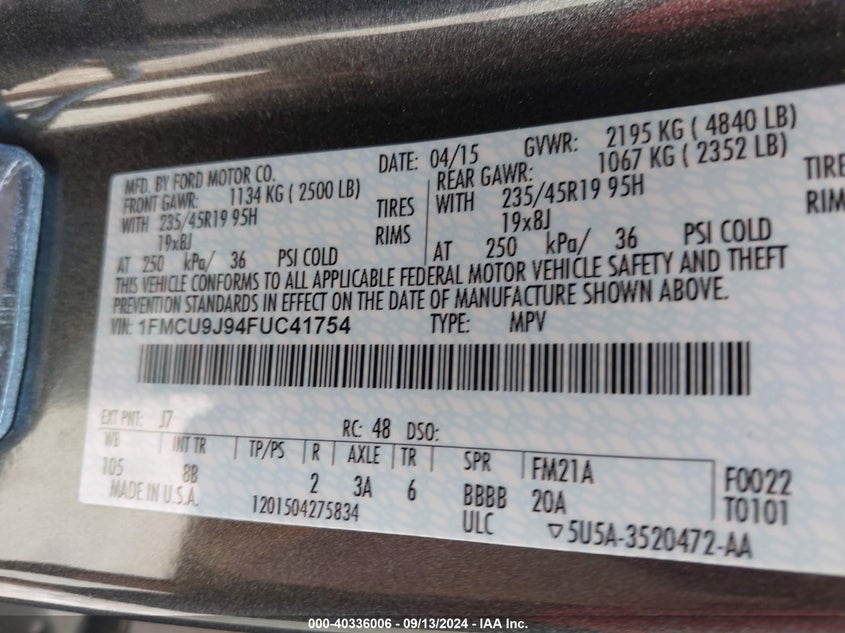 MFD. BY FORD MOTOR CO. DATE: 04/15 GVWR: 2195 KG ( 4840 LB)
FRONT GAWR: 1134 KG ( 2500 LB) REAR GAWR: 1067 KG ( 2352 LB)
WITH 235/45R19 95H TIRES WITH 235/45R19 95H TIRE
19x8J RIMS 19x8J RIM
AT 250 kPa/ 36 PSI COLD AT 250 kPa/ 36 PSI COLD
THIS VEHICLE CONFORMS TO ALL APPLICABLE FEDERAL MOTOR VEHICLE SAFETY AND THEFT
PREVENTION STANDARDS IN EFFECT ON THE DATE OF MANUFACTURE SHOWN ABOVE.
VIN: 1FMCU9J94FUC41754 TYPE: MPV
EXT PNT: J7 RC: 48 DSO:
WB INT TR TP/PS R AXLE TR SPR FM21A F0022
105 8B 2 3A 6 BBBB 20A T0101
MADE IN U.S.A. 1201504275834 ULC ▽5U5A-3520472-AA
000-40336006 - 09/13/2024 - IAA Inc.